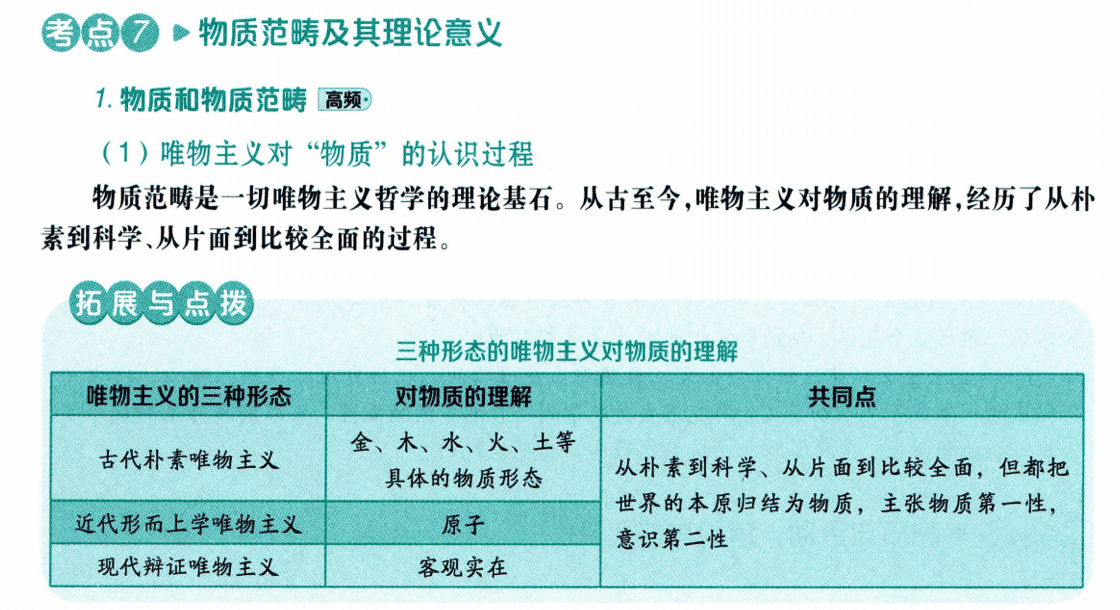 考点7 ▶ 物质范畴及其理论意义
1. 物质和物质范畴 高频
（1）唯物主义对“物质”的认识过程
物质范畴是一切唯物主义哲学的理论基石。从古至今,唯物主义对物质的理解,经历了从朴
素到科学、从片面到比较全面的过程。
拓展与点拨
三种形态的唯物主义对物质的理解
唯物主义的三种形态 对物质的理解 共同点
古代朴素唯物主义
金、木、水、火、土等
具体的物质形态
近代形而上学唯物主义 原子
现代辩证唯物主义 客观实在
从朴素到科学、从片面到比较全面，但都把
世界的本原归结为物质，主张物质第一性，
意识第二性